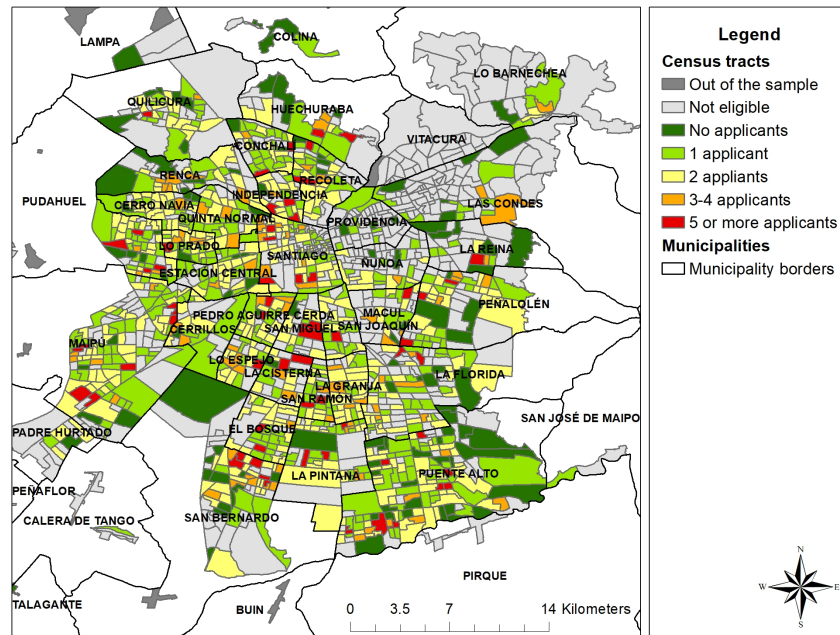 LAMPA
COLINA
LO BARNECHEA
QUILICURA
HUECHURABA
VITACURA
CONCHALÍ
RENCA
RECOLETA
PUDAHUEL
INDEPENDENCIA
CERRO NAVIA
LAS CONDES
QUINTA NORMAL
PROVIDENCIA
LO PRADO
LA REINA
SANTIAGO
ÑUÑOA
ESTACIÓN CENTRAL
PEÑALOLÉN
PEDRO AGUIRRE CERDA
MACUL
CERRILLOS
SAN MIGUEL
SAN JOAQUÍN
MAIPÚ
LO ESPEJO
LA CISTERNA
LA FLORIDA
LA GRANJA
SAN RAMÓN
SAN JOSÉ DE MAIPO
PADRE HURTADO
EL BOSQUE
LA PINTANA
PUENTE ALTO
PEÑAFLOR
CALERA DE TANGO
SAN BERNARDO
PIRQUE
TALAGANTE
BUIN
0 3.5 7 14 Kilometers
Legend
Census tracts
Out of the sample
Not eligible
No applicants
1 applicant
2 appliants
3-4 applicants
5 or more applicants
Municipalities
Municipality borders
N
W E
S